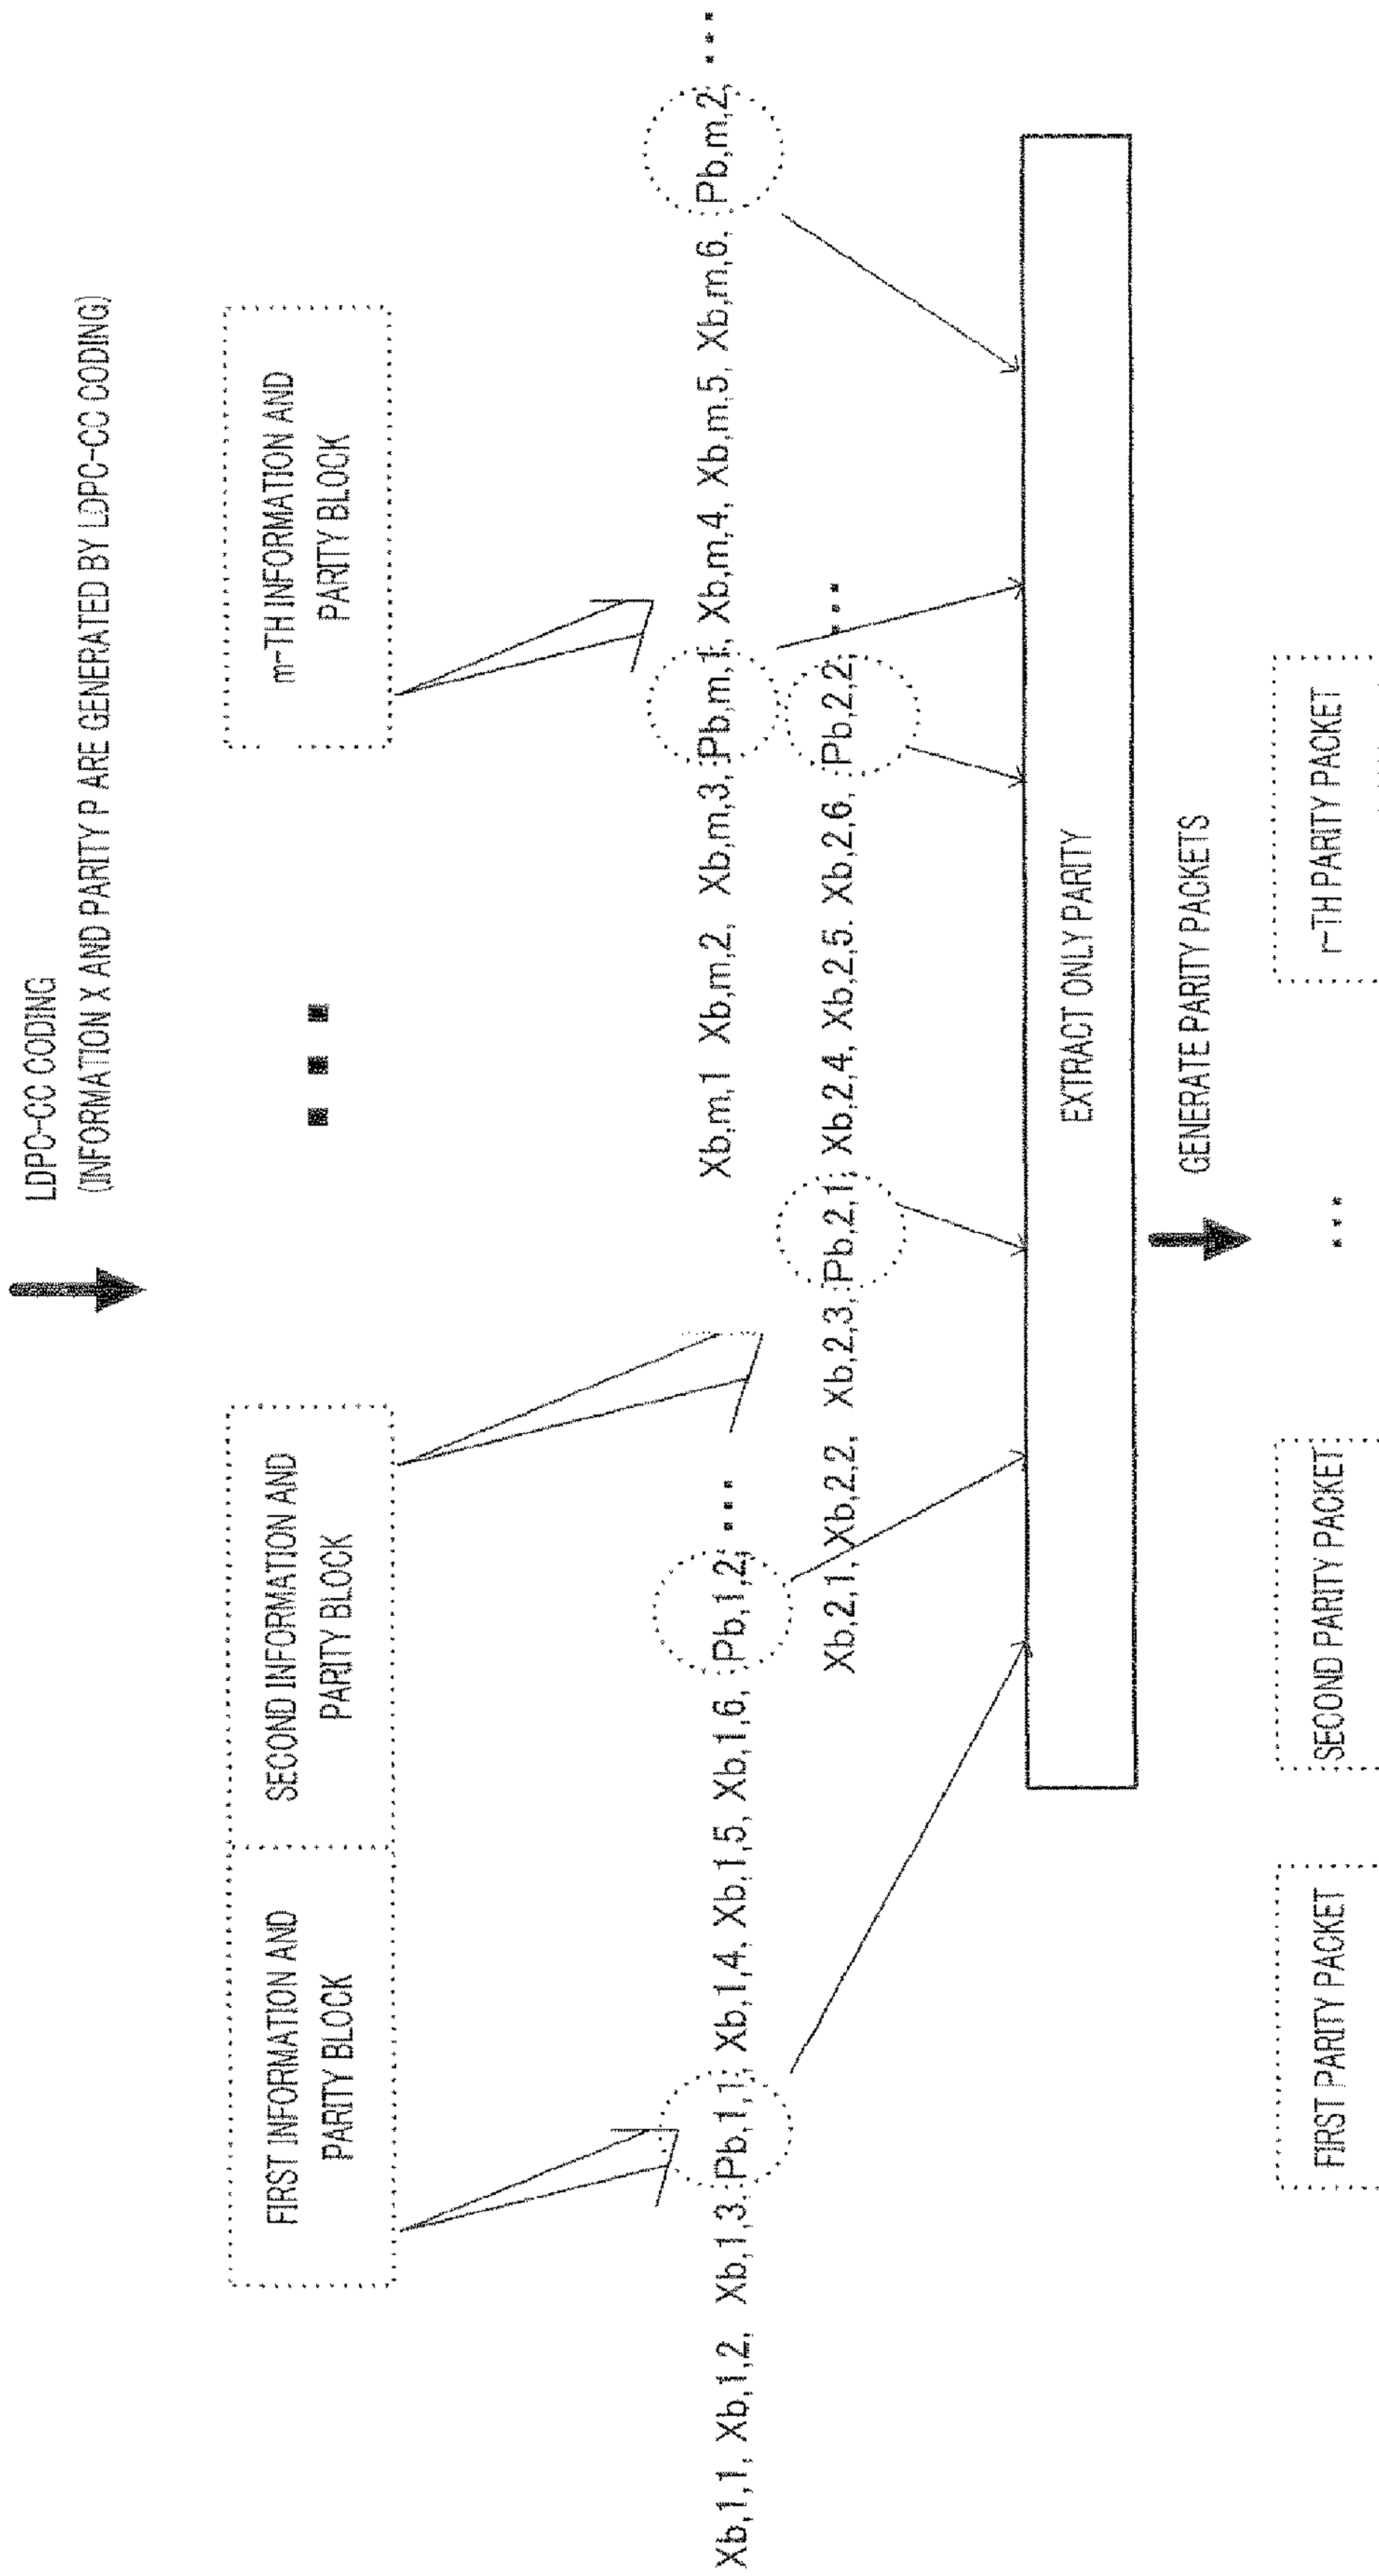 LDPC-CC CODING
(INFORMATION X AND PARITY P ARE GENERATED BY LDPC-CC CODING)
FIRST INFORMATION AND
PARITY BLOCK
SECOND INFORMATION AND
PARITY BLOCK
...
m-TH INFORMATION AND
PARITY BLOCK
Xb,1,1, Xb,1,2, Xb,1,3, Pb,1,1, Xb,1,4, Xb,1,5, Xb,1,6, Pb,1,2, ...
Xb,m,1 Xb,m,2, Xb,m,3, Pb,m,1, Xb,m,4, Xb,m,5, Xb,m,6, Pb,m,2, ...
Xb,2,1, Xb,2,2, Xb,2,3, Pb,2,1, Xb,2,4, Xb,2,5. Xb,2,6, Pb,2,2, ...
EXTRACT ONLY PARITY
GENERATE PARITY PACKETS
FIRST PARITY PACKET
SECOND PARITY PACKET
...
r-TH PARITY PACKET